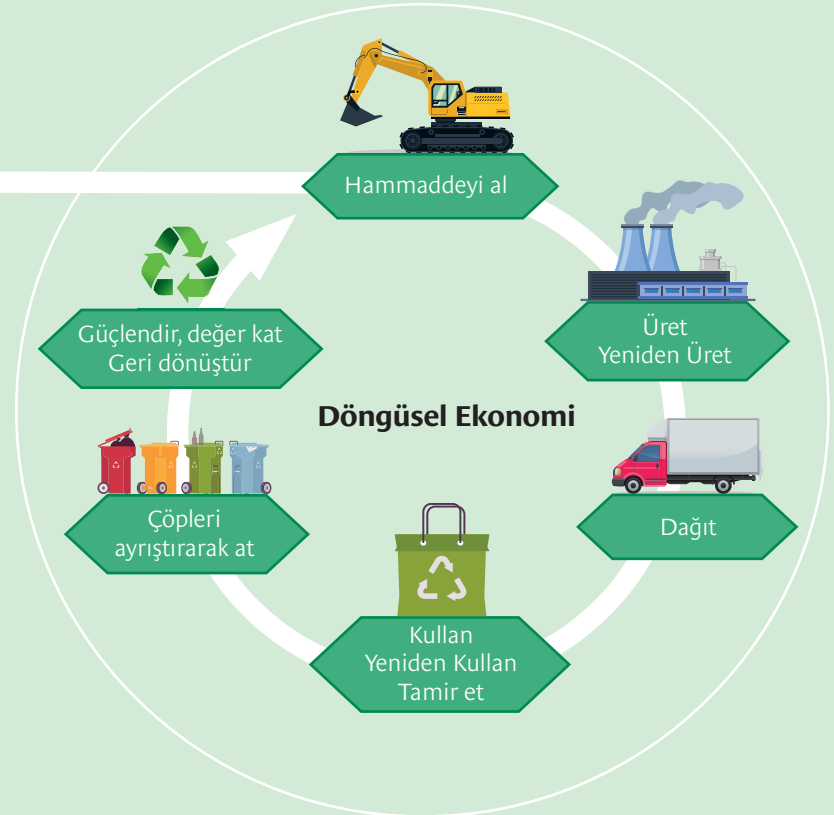 Hammaddeyi al
Üret
Yeniden Üret
Dağıt
Kullan
Yeniden Kullan
Tamir et
Çöpleri
ayrıştırarak at
Güçlendir, değer kat
Geri dönüştür
Döngüsel Ekonomi